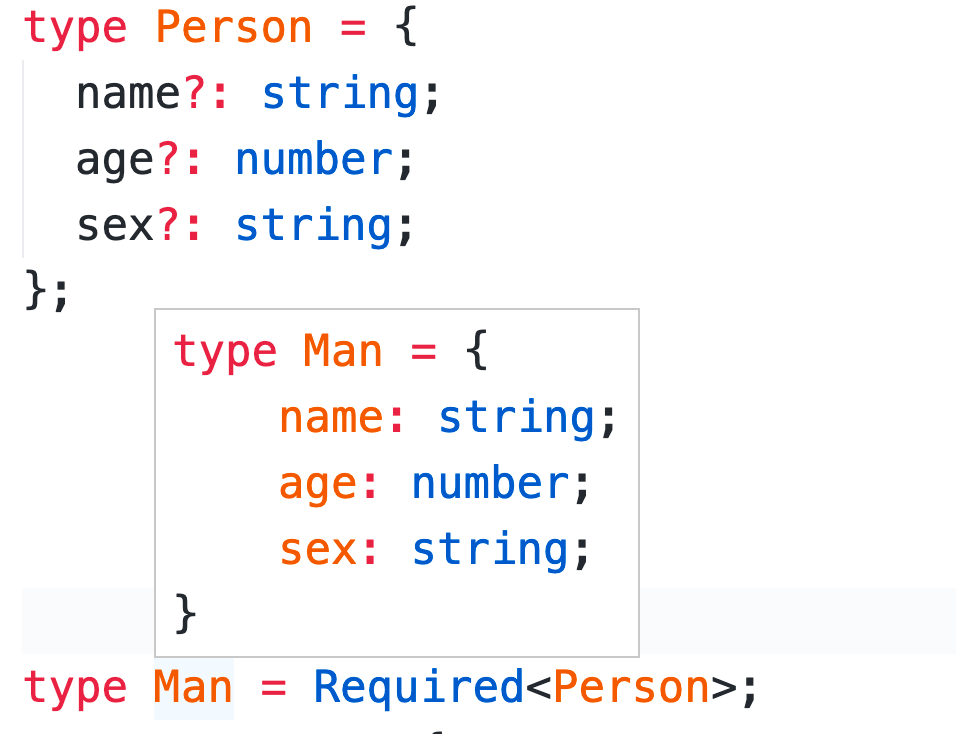 type Person = {
name?: string;
age?: number;
sex?: string;
};
type Man = {
name: string;
age: number;
sex: string;
}
type Man = Required<Person>;